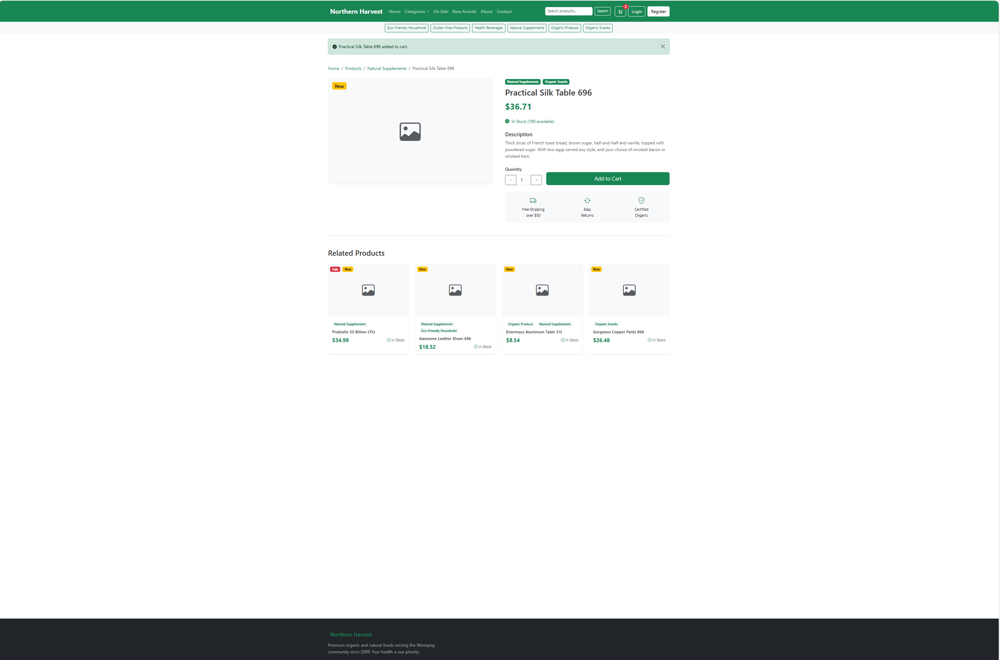 Northern Harvest Home Categories On Sale New Arrivals About Contact Search products... Search 2 Login Register
Eco-Friendly Household Gluten-Free Products Health Beverages Natural Supplements Organic Produce Organic Snacks
Practical Silk Table 696 added to cart.
Home / Products / Natural Supplements / Practical Silk Table 696
New
Natural Supplements Organic Snacks
Practical Silk Table 696
$36.71
In Stock (180 available)
Description
Thick slices of French toast bread, brown sugar, half-and-half and vanilla, topped with
powdered sugar. With two eggs served any style, and your choice of smoked bacon or
smoked ham.
Quantity
− 1 +
Add to Cart
Free Shipping
over $50
Easy
Returns
Certified
Organic
Related Products
Sale New
Natural Supplements
Probiotic 50 Billion CFU
$34.99 In Stock
New
Natural Supplements
Eco-Friendly Household
Awesome Leather Shoes 686
$18.52 In Stock
New
Organic Produce Natural Supplements
Enormous Aluminum Table 315
$8.54 In Stock
New
Organic Snacks
Gorgeous Copper Pants 868
$26.48 In Stock
Northern Harvest
Premium organic and natural foods serving the Winnipeg
community since 2009. Your health is our priority.